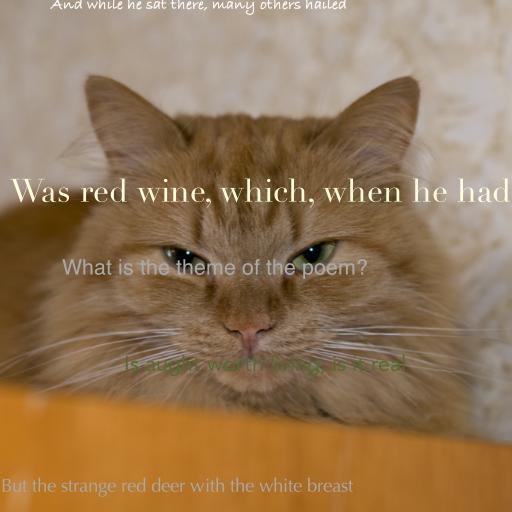 And while he sat there, many others hailed
Was red wine, which, when he had
What is the theme of the poem?
Is aught worth losing, is it real
But the strange red deer with the white breast